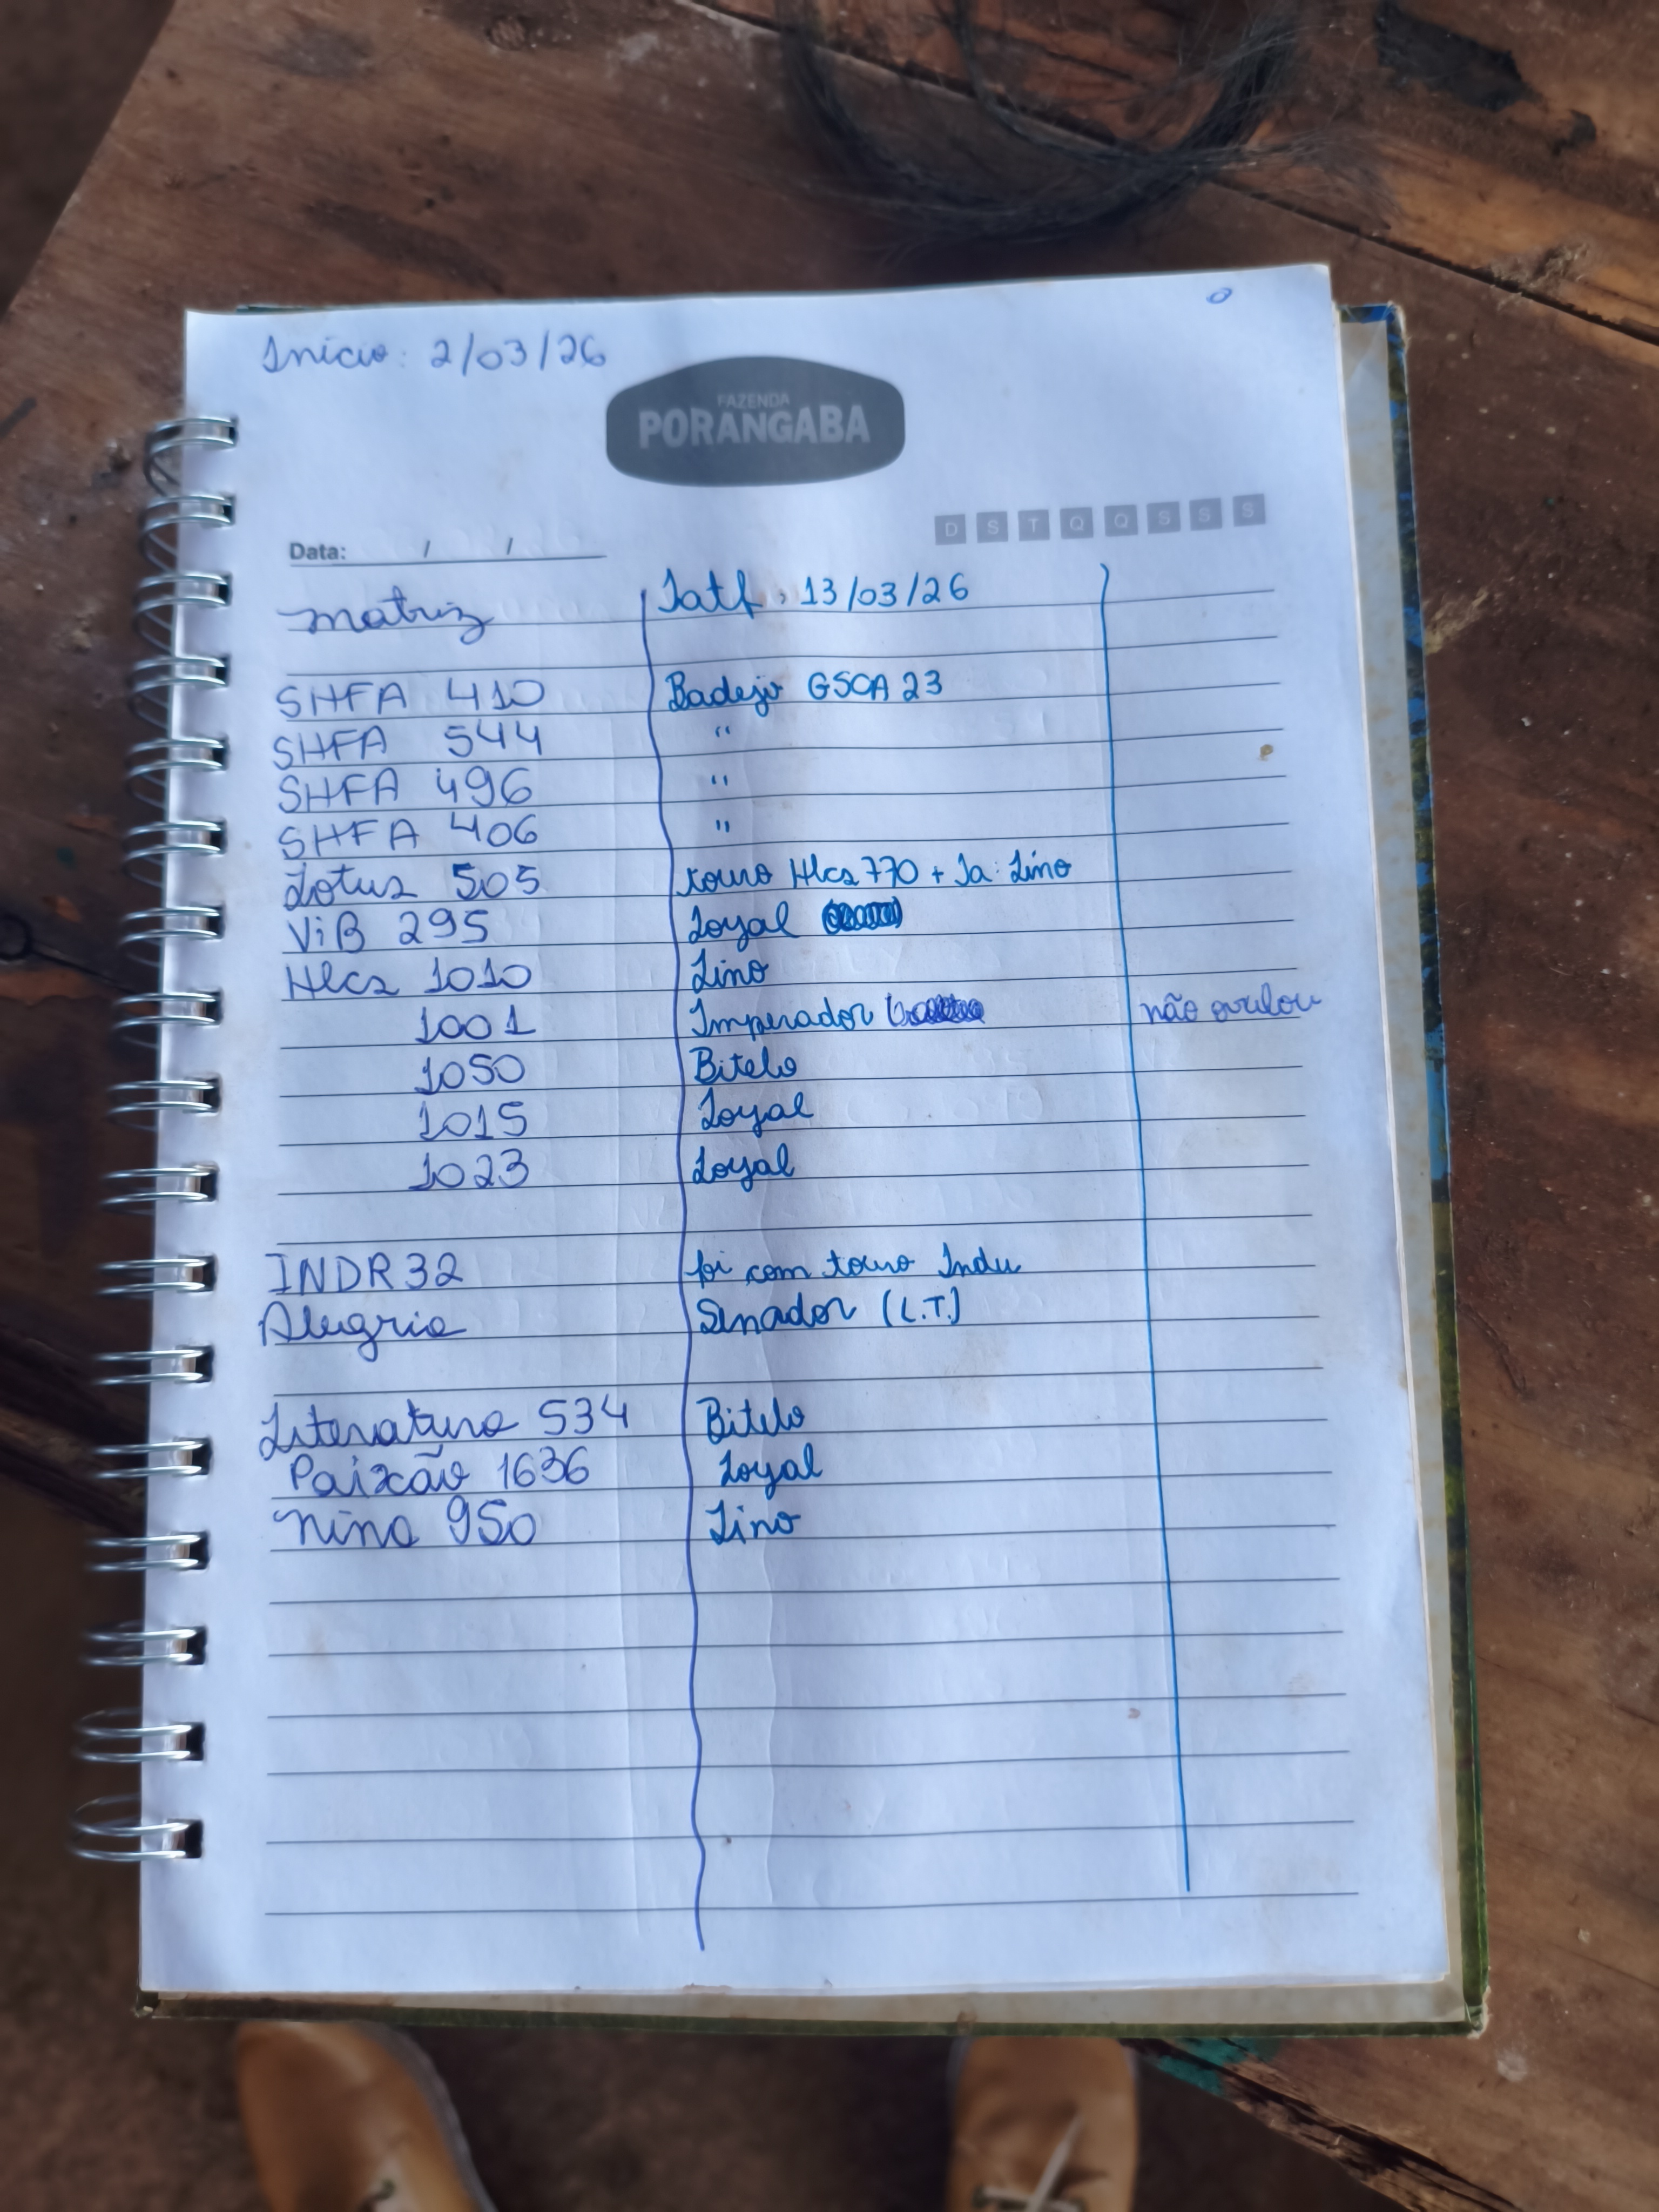 Início: 2/03/26
FAZENDA
PORANGABA
D S T Q Q S S S
Data: / /
matriz Iatf, 13/03/26
SHFA 410 Badejo GSCA 23
SHFA 544 "
SHFA 496 "
SHFA 406 "
Lotus 505 touro Hlcs 770 + Ia: Lino
ViB 295 Loyal
Hlcs 1010 Lino
1001 Imperador não ovulou
1050 Bitelo
1015 Loyal
1023 Loyal
INDR32 foi com touro Indu
Alegria Senador (L.T.)
Literatura 534 Bitelo
Paixão 1636 Loyal
Nina 950 Lino